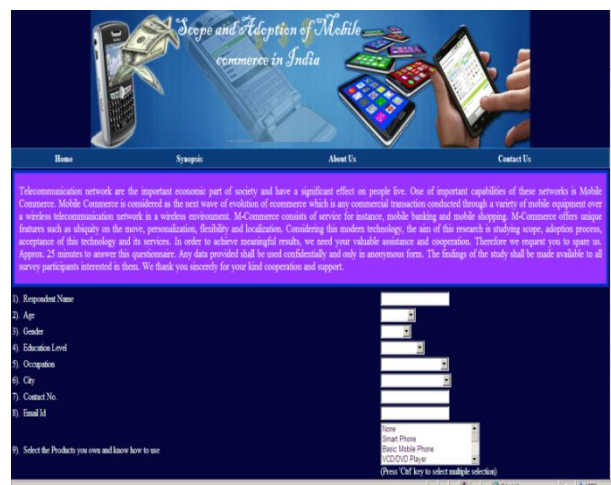 Scope and Adoption of Mobile
commerce in India
Home Synopsis About Us Contact Us
Telecommunication network are the important economic part of society and have a significant effect on people live. One of important capabilities of these networks is Mobile
Commerce. Mobile Commerce is considered as the next wave of evolution of ecommerce which is any commercial transaction conducted through a variety of mobile equipment over
a wireless telecommunication network in a wireless environment. M-Commerce consists of service for instance, mobile banking and mobile shopping. M-Commerce offers unique
features such as ubiquity on the move, personalization, flexibility and localization. Considering this modern technology, the aim of this research is studying scope, adoption process,
acceptance of this technology and its services. In order to achieve meaningful results, we need your valuable assistance and cooperation. Therefore we request you to spare us.
Approx. 25 minutes to answer this questionnaire. Any data provided shall be used confidentially and only in anonymous form. The findings of the study shall be made available to all
survey participants interested in them. We thank you sincerely for your kind cooperation and support.
1). Respondent Name
2). Age
3). Gender
4). Education Level
5). Occupation
6). City
7). Contact No.
8). Email Id
None
Smart Phone
Basic Mobile Phone
VCD/DVD Player
9). Select the Products you own and know how to use
(Press 'Ctrl' key to select multiple selection)